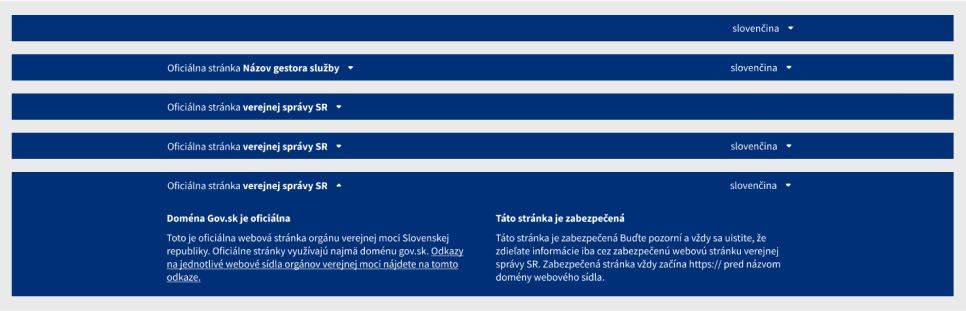 slovenčina
Oficiálna stránka Názov gestora služby slovenčina
Oficiálna stránka verejnej správy SR
Oficiálna stránka verejnej správy SR slovenčina
Oficiálna stránka verejnej správy SR slovenčina
Doména Gov.sk je oficiálna
Toto je oficiálna webová stránka orgánu verejnej moci Slovenskej
republiky. Oficiálne stránky využívajú najmä doménu gov.sk. Odkazy
na jednotlivé webové sídla orgánov verejnej moci nájdete na tomto
odkaze.
Táto stránka je zabezpečená
Táto stránka je zabezpečená Buďte pozorní a vždy sa uistite, že
zdieľate informácie iba cez zabezpečenú webovú stránku verejnej
správy SR. Zabezpečená stránka vždy začína https:// pred názvom
domény webového sídla.